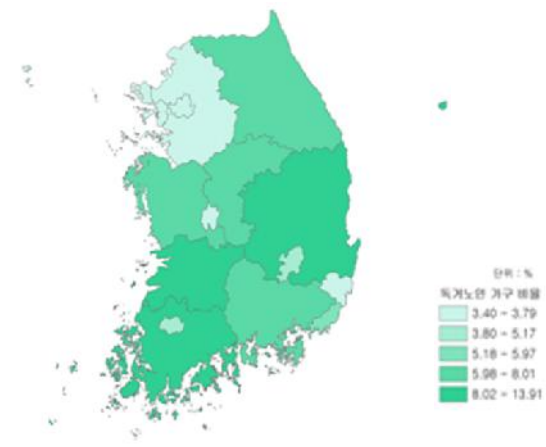 단위 : %
독거노인 가구 비율
3.40 ~ 3.79
3.80 ~ 5.17
5.18 ~ 5.97
5.98 ~ 8.01
8.02 ~ 13.91